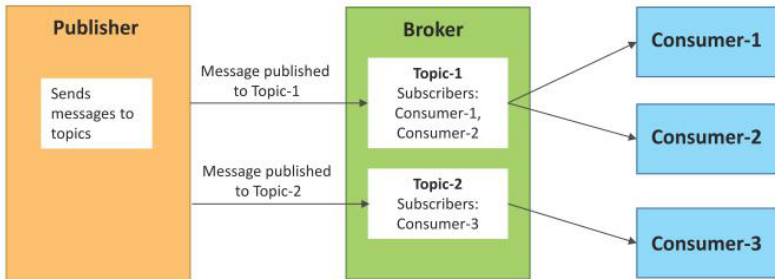 Publisher
Sends
messages to
topics
Message published
to Topic-1
Message published
to Topic-2
Broker
Topic-1
Subscribers:
Consumer-1,
Consumer-2
Topic-2
Subscribers:
Consumer-3
Consumer-1
Consumer-2
Consumer-3